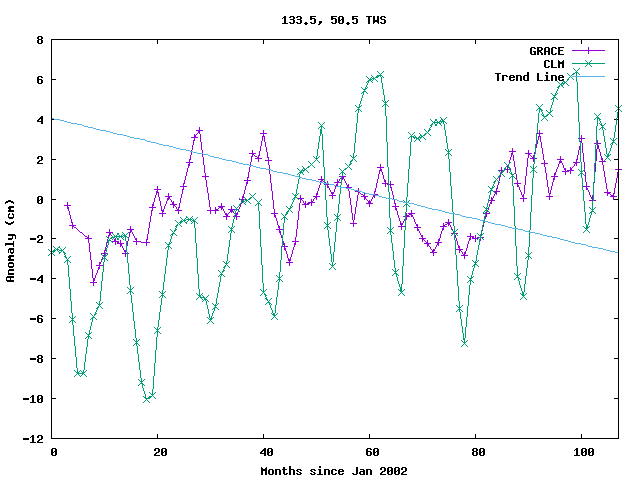 133.5, 50.5 TWS
GRACE
CLM
Trend Line
8
6
4
2
0
-2
-4
-6
-8
-10
-12
Anomaly (cm)
0 20 40 60 80 100
Months since Jan 2002